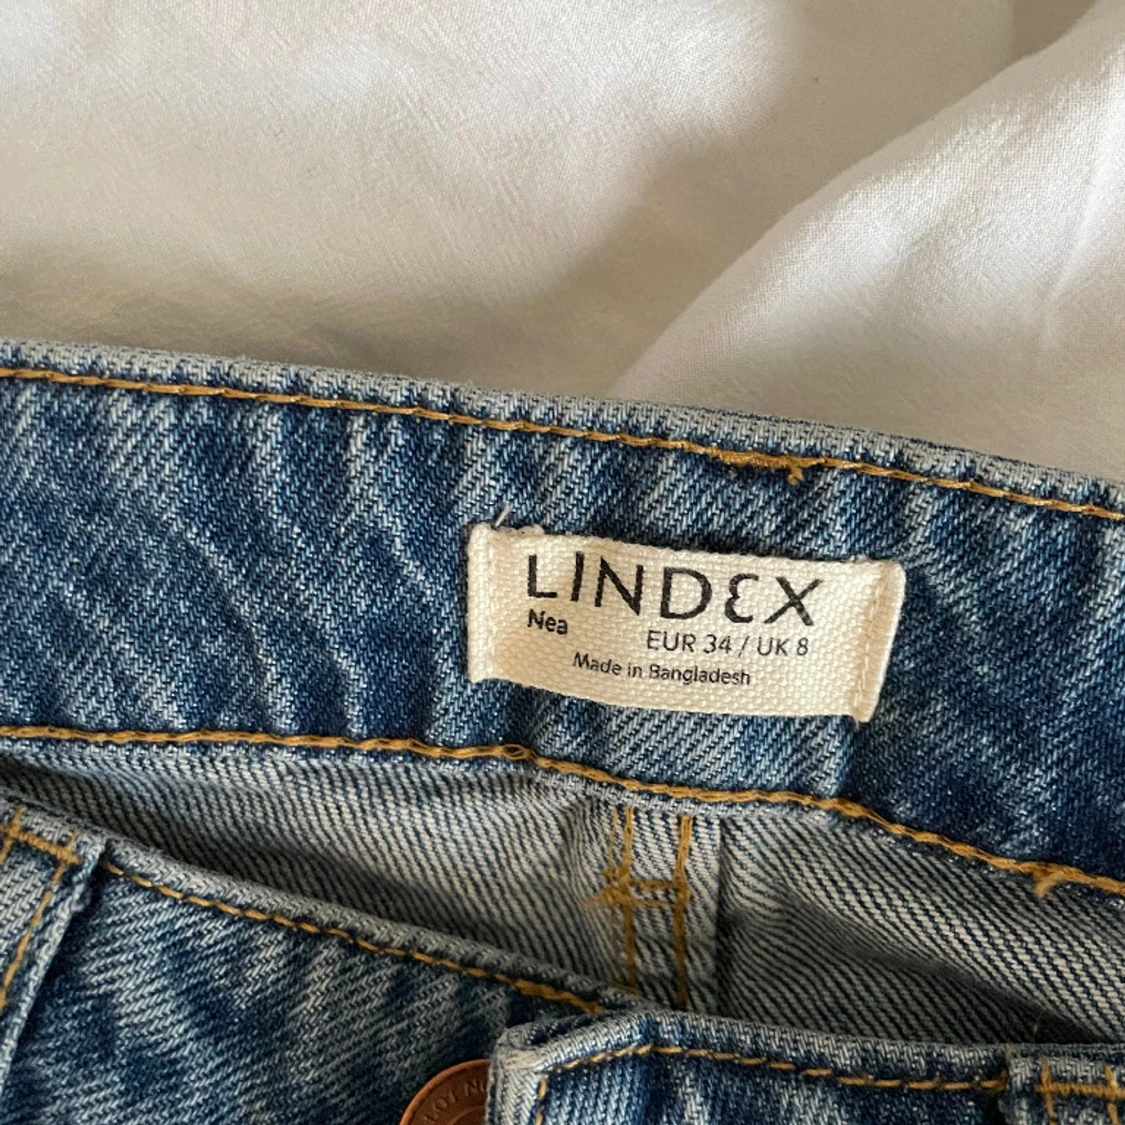 LINDEX
Nea
EUR 34 / UK 8
Made in Bangladesh